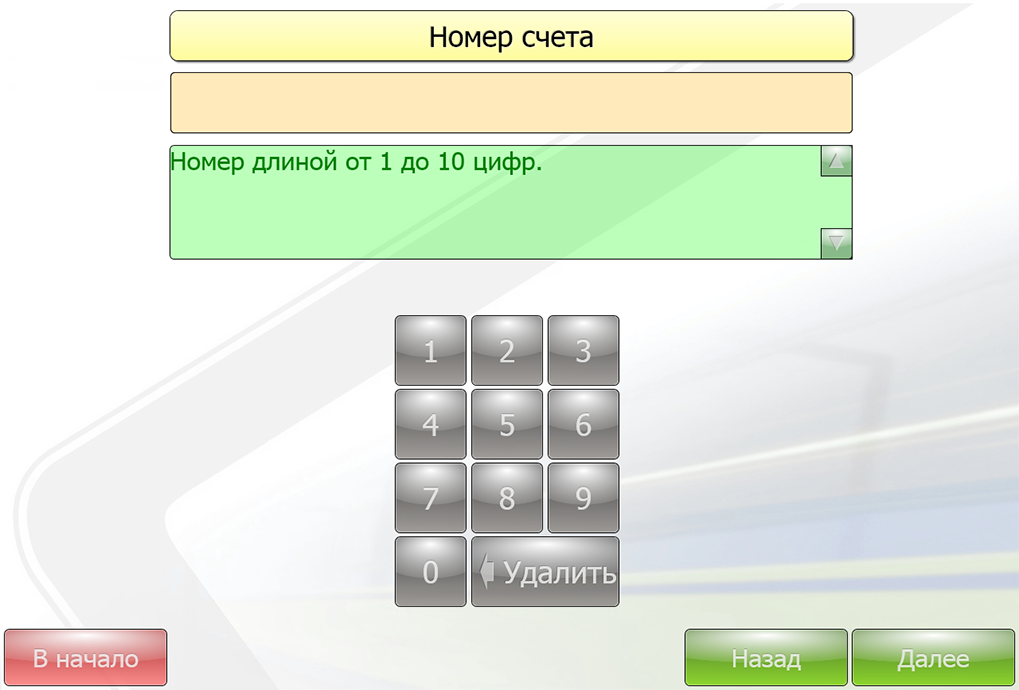 Номер счета
Номер длиной от 1 до 10 цифр.
1 2 3
4 5 6
7 8 9
0 Удалить
В начало Назад Далее